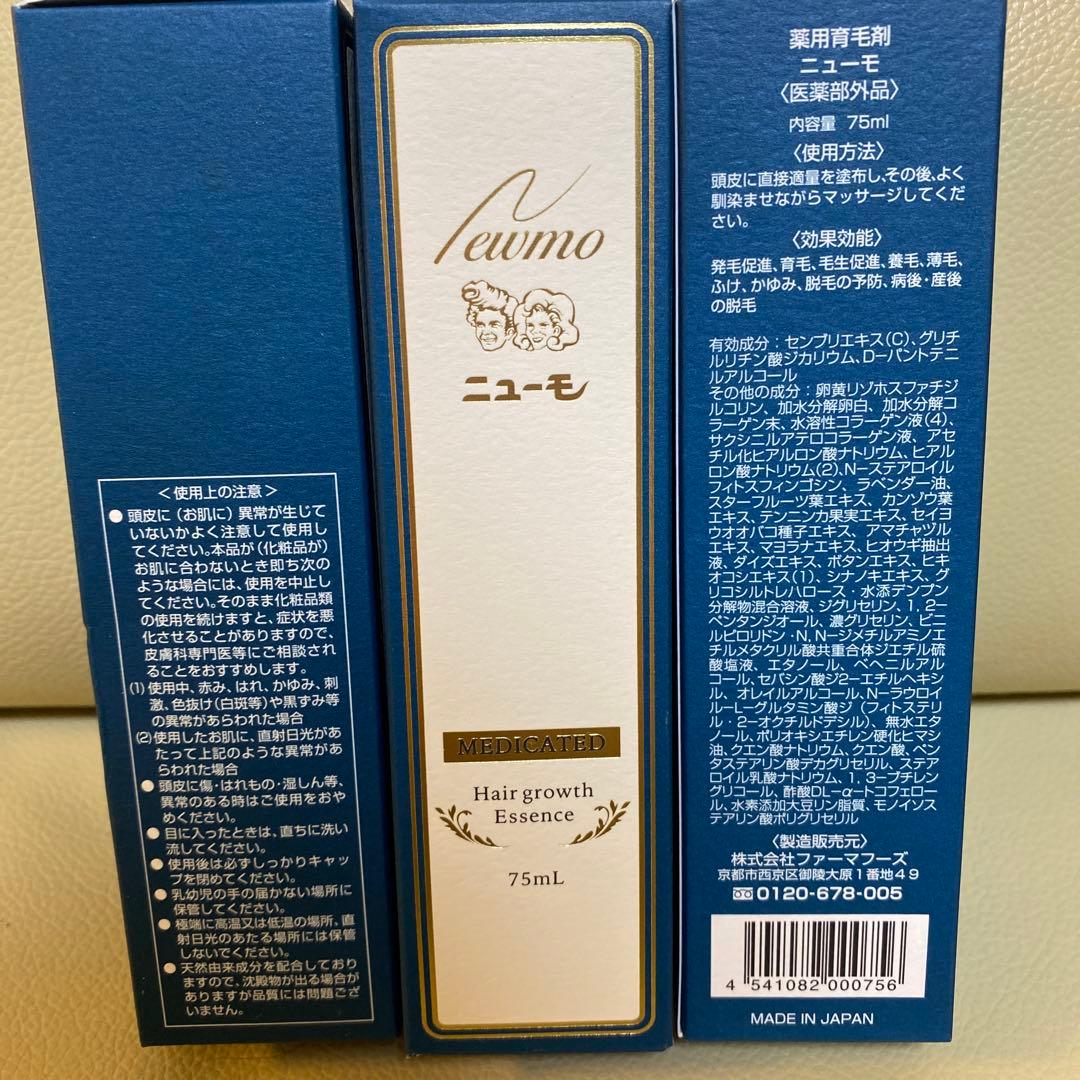 <使用上の注意>
● 頭皮に(お肌に)異常が生じて
いないかよく注意して使用し
てください。本品が(化粧品が)
お肌に合わないとき即ち次の
ような場合には、使用を中止し
てください。そのまま化粧品類
の使用を続けますと、症状を悪
化させることがありますので、
皮膚科専門医等にご相談され
ることをおすすめします。
(1)使用中、赤み、はれ、かゆみ、刺
激、色抜け(白斑等)や黒ずみ等
の異常があらわれた場合
(2)使用したお肌に、直射日光があ
たって上記のような異常があ
らわれた場合
● 頭皮に傷・はれもの・湿しん等、
異常のある時はご使用をおや
めください。
● 目に入ったときは、直ちに洗い
流してください。
● 使用後は必ずしっかりキャッ
プを閉めてください。
● 乳幼児の手の届かない場所に
保管してください。
● 極端に高温又は低温の場所、直
射日光のあたる場所には保管
しないでください。
● 天然由来成分を配合しており
ますので、沈殿物が出る場合が
ありますが品質には問題ござ
いません。
Newmo
ニューモ
MEDICATED
Hair growth
Essence
75mL
薬用育毛剤
ニューモ
〈医薬部外品〉
内容量 75ml
〈使用方法〉
頭皮に直接適量を塗布し、その後、よく
馴染ませながらマッサージしてくだ
さい。
〈効果効能〉
発毛促進、育毛、毛生促進、養毛、薄毛、
ふけ、かゆみ、脱毛の予防、病後・産後
の脱毛
有効成分:センブリエキス(C)、グリチ
ルリチン酸ジカリウム、D-パントテニ
ルアルコール
その他の成分:卵黄リゾホスファチジ
ルコリン、加水分解卵白、加水分解コ
ラーゲン末、水溶性コラーゲン液(4)、
サクシニルアテロコラーゲン液、アセ
チル化ヒアルロン酸ナトリウム、ヒアル
ロン酸ナトリウム(2)、N-ステアロイル
フィトスフィンゴシン、ラベンダー油、
スターフルーツ葉エキス、カンゾウ葉
エキス、テンニンカ果実エキス、セイヨ
ウオオバコ種子エキス、アマチャヅル
エキス、マヨラナエキス、ヒオウギ抽出
液、ダイズエキス、ボタンエキス、ヒキ
オコシエキス(1)、シナノキエキス、グリ
コシルトレハロース・水添デンプン
分解物混合溶液、ジグリセリン、1,2-
ペンタンジオール、濃グリセリン、ビニ
ルピロリドン・N,N-ジメチルアミノエ
チルメタクリル酸共重合体ジエチル硫
酸塩液、エタノール、ベヘニルアル
コール、セバシン酸ジ2-エチルヘキシ
ル、オレイルアルコール、N-ラウロイ
ル-L-グルタミン酸ジ(フィトステリ
ル・2-オクチルドデシル)、無水エタ
ノール、ポリオキシエチレン硬化ヒマシ
油、クエン酸ナトリウム、クエン酸、ペン
タステアリン酸デカグリセリル、ステア
ロイル乳酸ナトリウム、1,3-ブチレン
グリコール、酢酸DL-α-トコフェロー
ル、水素添加大豆リン脂質、モノイソス
テアリン酸ポリグリセリル
〈製造販売元〉
株式会社ファーマフーズ
京都市西京区御陵大原1番地49
0120-678-005
4 541082 000756
MADE IN JAPAN